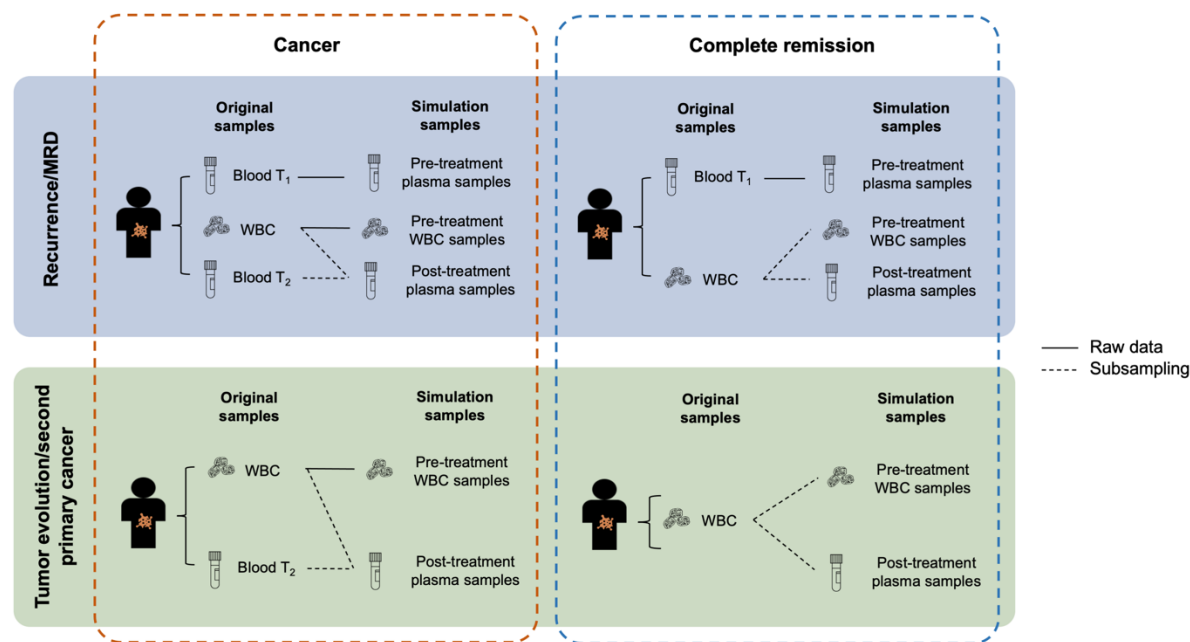 Cancer
Complete remission
Recurrence/MRD
Original
samples
Simulation
samples
Blood T₁
Pre-treatment
plasma samples
WBC
Pre-treatment
WBC samples
Blood T₂
Post-treatment
plasma samples
Original
samples
Simulation
samples
Blood T₁
Pre-treatment
plasma samples
Pre-treatment
WBC samples
WBC
Post-treatment
plasma samples
Raw data
Subsampling
Tumor evolution/second
primary cancer
Original
samples
Simulation
samples
WBC
Pre-treatment
WBC samples
Blood T₂
Post-treatment
plasma samples
Original
samples
Simulation
samples
Pre-treatment
WBC samples
WBC
Post-treatment
plasma samples